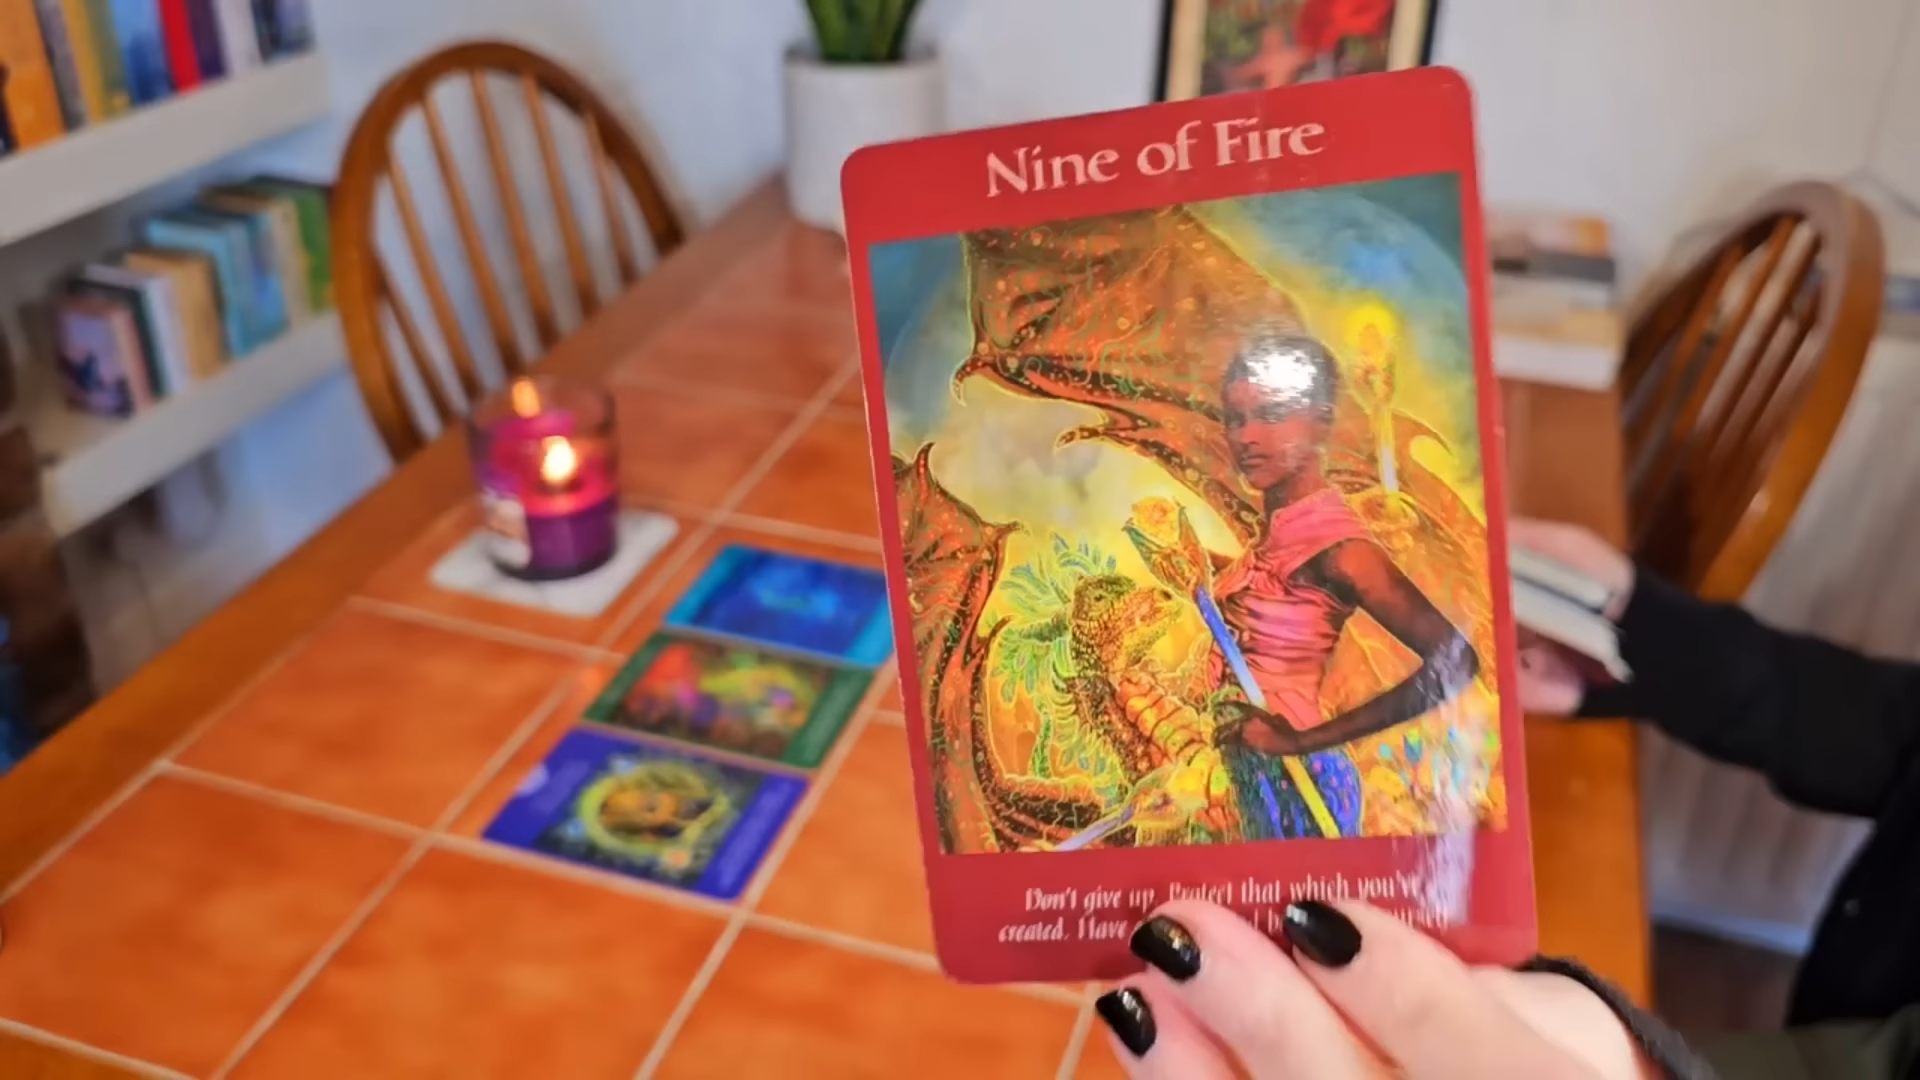 Nine of Fire
Don't give up. Protect that which you've
created. Have